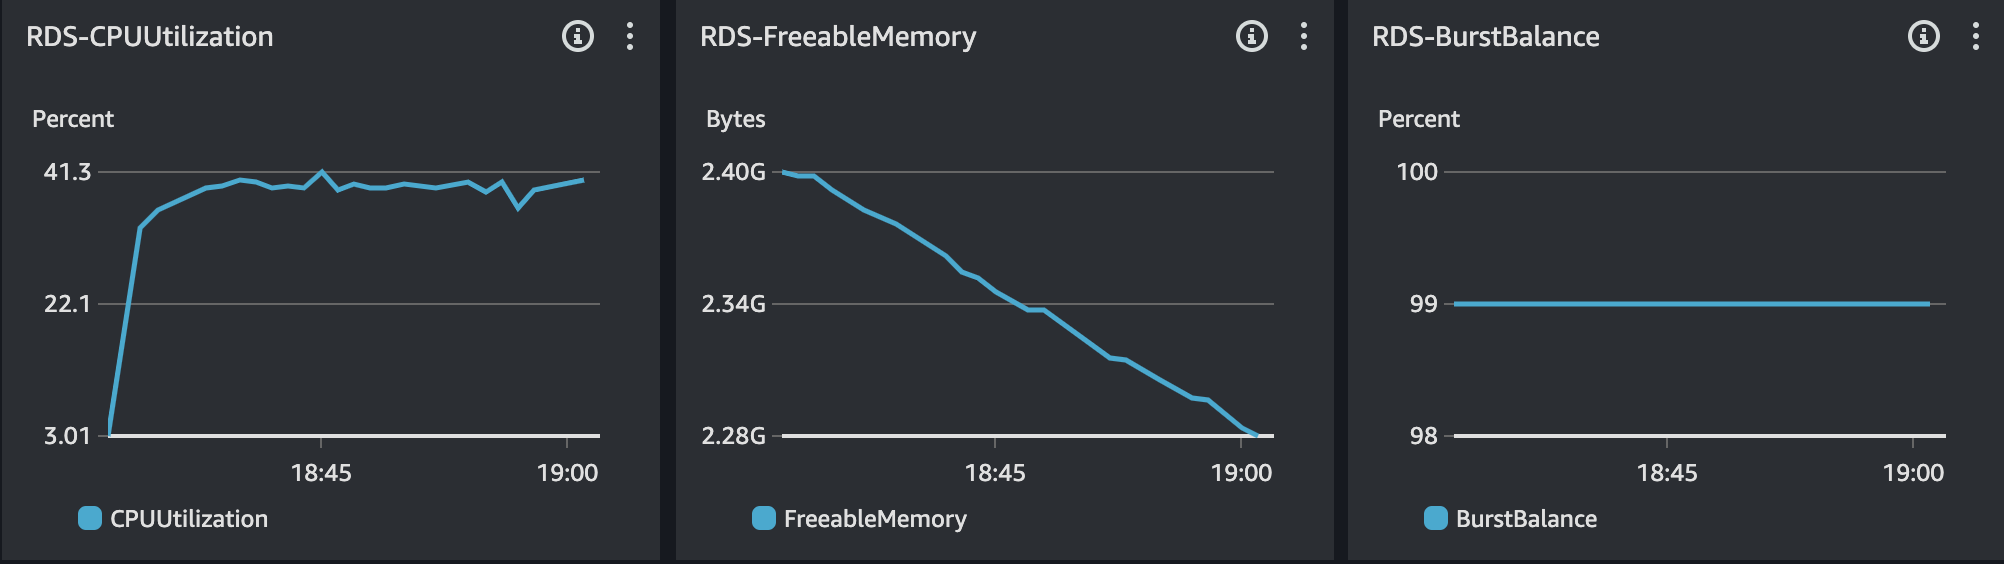 RDS-CPUUtilization
Percent
41.3
22.1
3.01
18:45
19:00
CPUUtilization
RDS-FreeableMemory
Bytes
2.40G
2.34G
2.28G
18:45
19:00
FreeableMemory
RDS-BurstBalance
Percent
100
99
98
18:45
19:00
BurstBalance